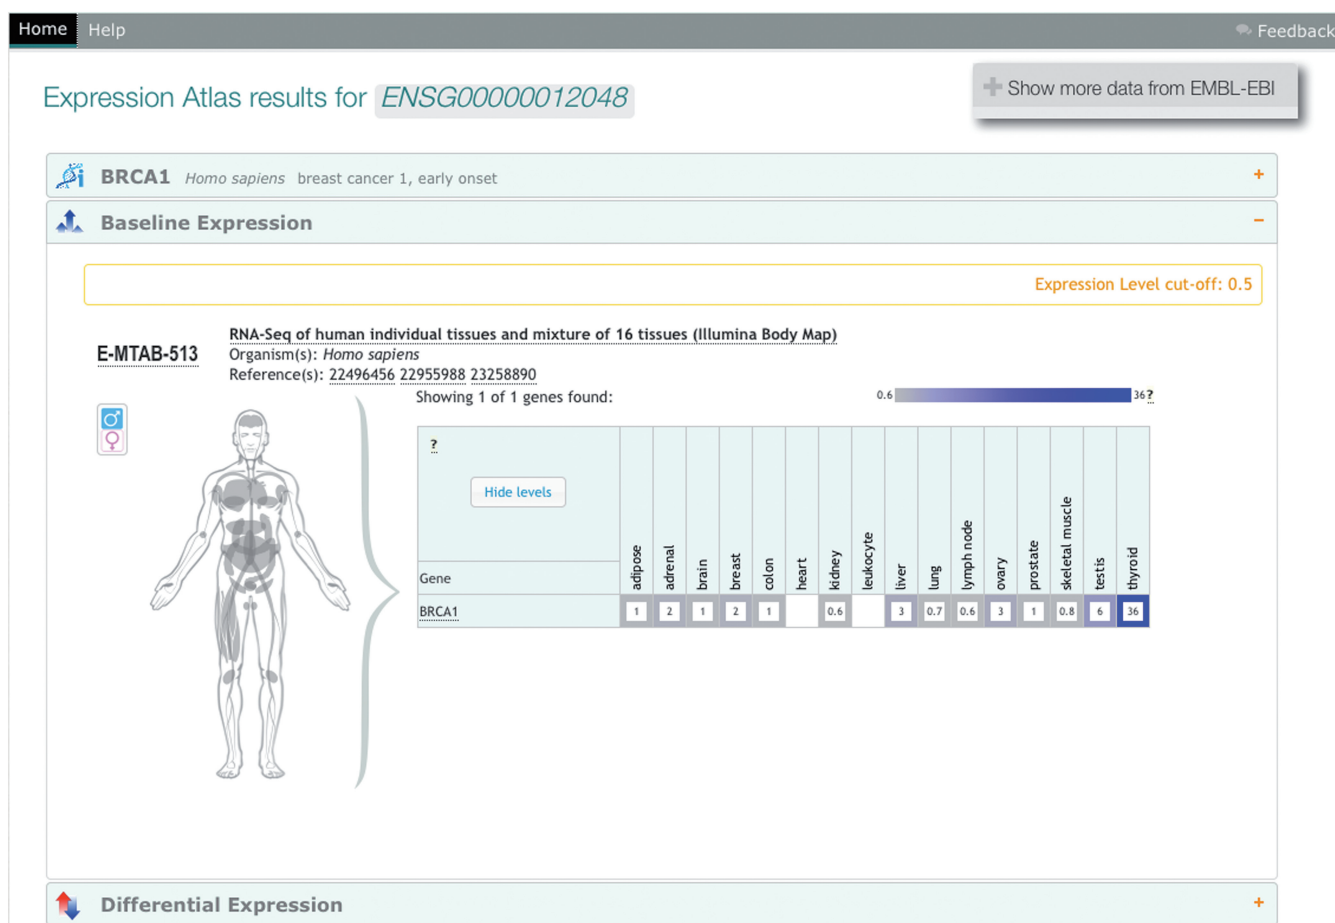 Home Help Feedback
Expression Atlas results for ENSG00000012048
+ Show more data from EMBL-EBI
BRCA1 Homo sapiens breast cancer 1, early onset +
Baseline Expression −
Expression Level cut-off: 0.5
E-MTAB-513
RNA-Seq of human individual tissues and mixture of 16 tissues (Illumina Body Map)
Organism(s): Homo sapiens
Reference(s): 22496456 22955988 23258890
Showing 1 of 1 genes found:
0.6 36 ?
?
Hide levels
Gene
adipose
adrenal
brain
breast
colon
heart
kidney
leukocyte
liver
lung
lymph node
ovary
prostate
skeletal muscle
testis
thyroid
BRCA1 1 2 1 2 1 0.6 3 0.7 0.6 3 1 0.8 6 36
Differential Expression +